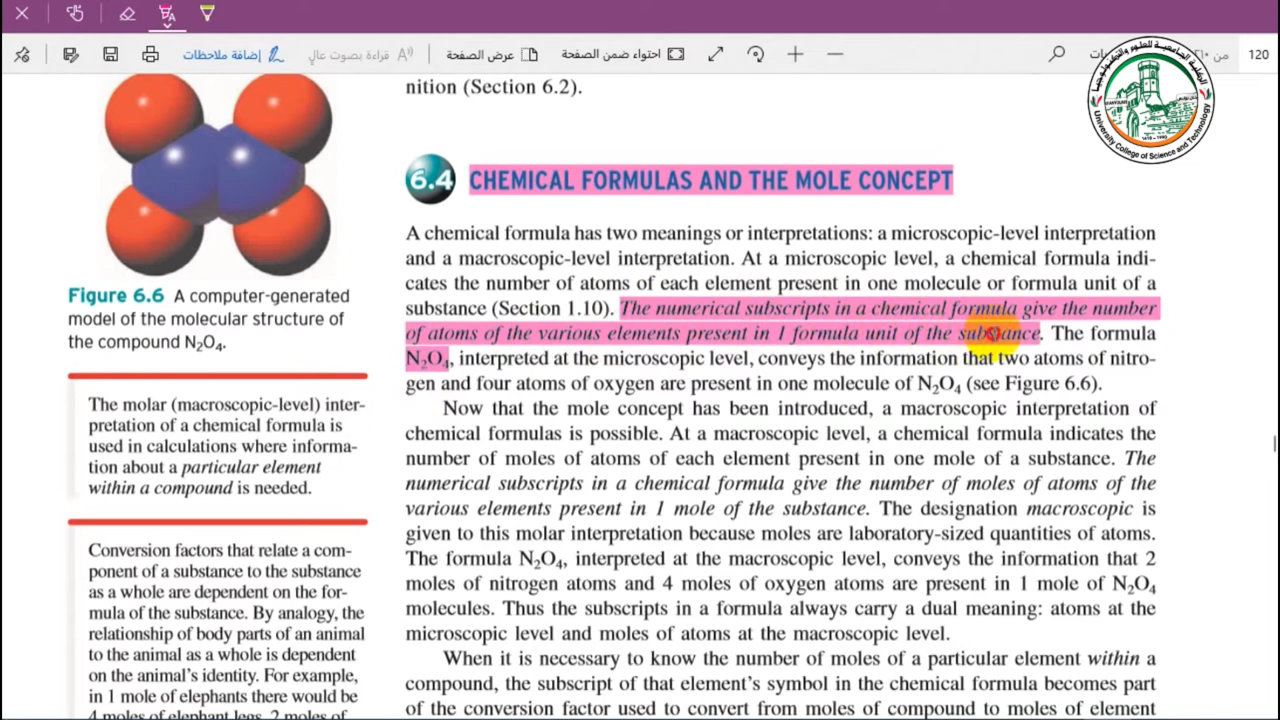 إضافة ملاحظات
قراءة بصوت عالٍ
عرض الصفحة
احتواء ضمن الصفحة
من
120
University College of Science and Technology
nition (Section 6.2).
6.4 CHEMICAL FORMULAS AND THE MOLE CONCEPT
A chemical formula has two meanings or interpretations: a microscopic-level interpretation
and a macroscopic-level interpretation. At a microscopic level, a chemical formula indi-
cates the number of atoms of each element present in one molecule or formula unit of a
substance (Section 1.10). The numerical subscripts in a chemical formula give the number
of atoms of the various elements present in 1 formula unit of the substance. The formula
N₂O₄, interpreted at the microscopic level, conveys the information that two atoms of nitro-
gen and four atoms of oxygen are present in one molecule of N₂O₄ (see Figure 6.6).
Now that the mole concept has been introduced, a macroscopic interpretation of
chemical formulas is possible. At a macroscopic level, a chemical formula indicates the
number of moles of atoms of each element present in one mole of a substance. The
numerical subscripts in a chemical formula give the number of moles of atoms of the
various elements present in 1 mole of the substance. The designation macroscopic is
given to this molar interpretation because moles are laboratory-sized quantities of atoms.
The formula N₂O₄, interpreted at the macroscopic level, conveys the information that 2
moles of nitrogen atoms and 4 moles of oxygen atoms are present in 1 mole of N₂O₄
molecules. Thus the subscripts in a formula always carry a dual meaning: atoms at the
microscopic level and moles of atoms at the macroscopic level.
When it is necessary to know the number of moles of a particular element within a
compound, the subscript of that element's symbol in the chemical formula becomes part
of the conversion factor used to convert from moles of compound to moles of element
Figure 6.6 A computer-generated
model of the molecular structure of
the compound N₂O₄.
The molar (macroscopic-level) inter-
pretation of a chemical formula is
used in calculations where informa-
tion about a particular element
within a compound is needed.
Conversion factors that relate a com-
ponent of a substance to the substance
as a whole are dependent on the for-
mula of the substance. By analogy, the
relationship of body parts of an animal
to the animal as a whole is dependent
on the animal's identity. For example,
in 1 mole of elephants there would be
4 moles of elephant legs, 2 moles of